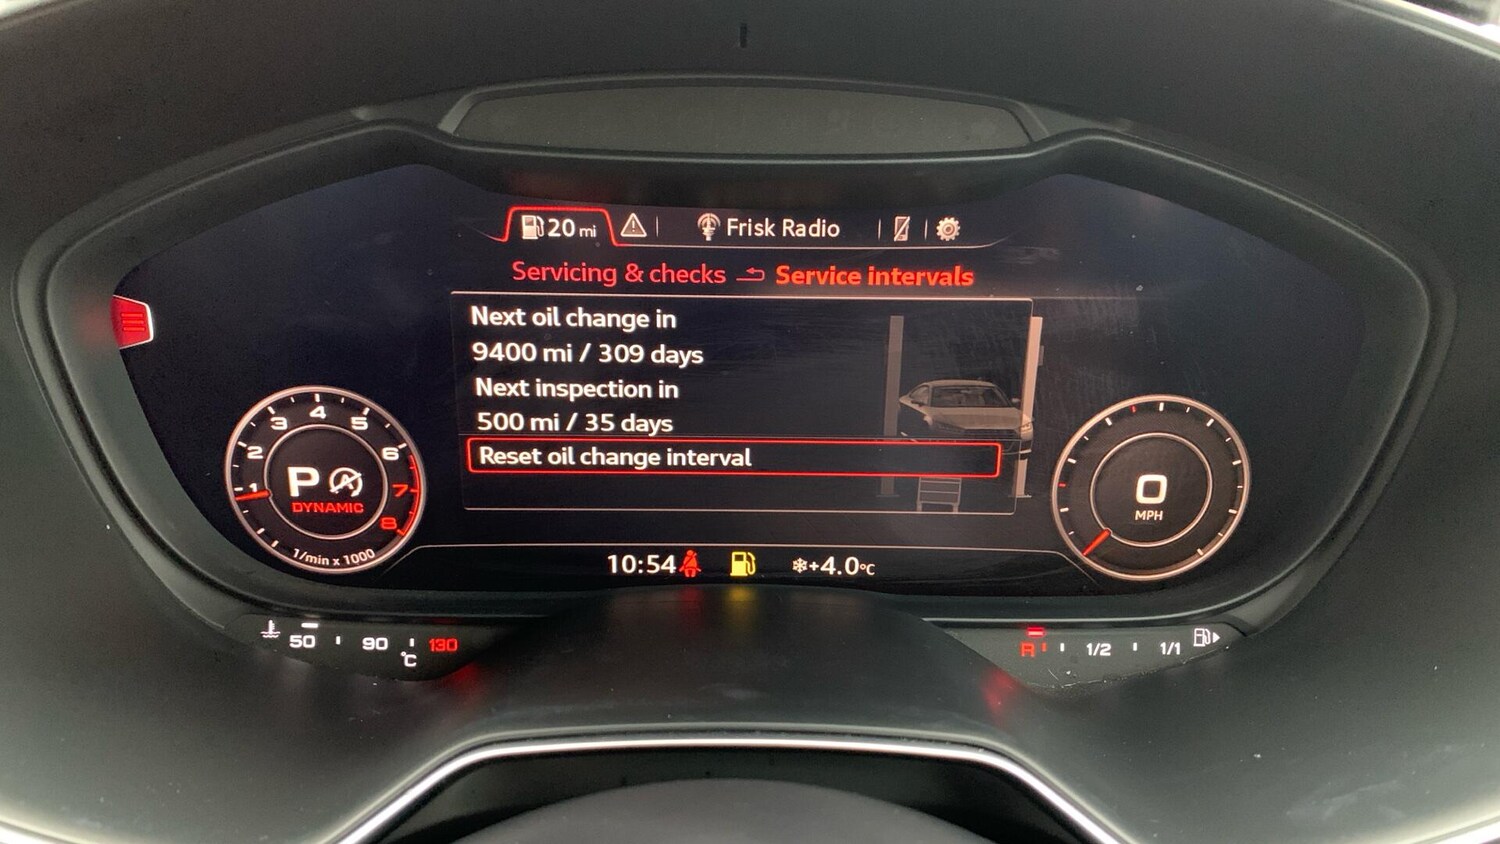 20 mi Frisk Radio
Servicing & checks Service intervals
Next oil change in
9400 mi / 309 days
Next inspection in
500 mi / 35 days
Reset oil change interval
1 2 3 4 5 6 7 8
P A
DYNAMIC
1/min x 1000
0
MPH
10:54 +4.0°C
50 90 130
°C
R 1/2 1/1